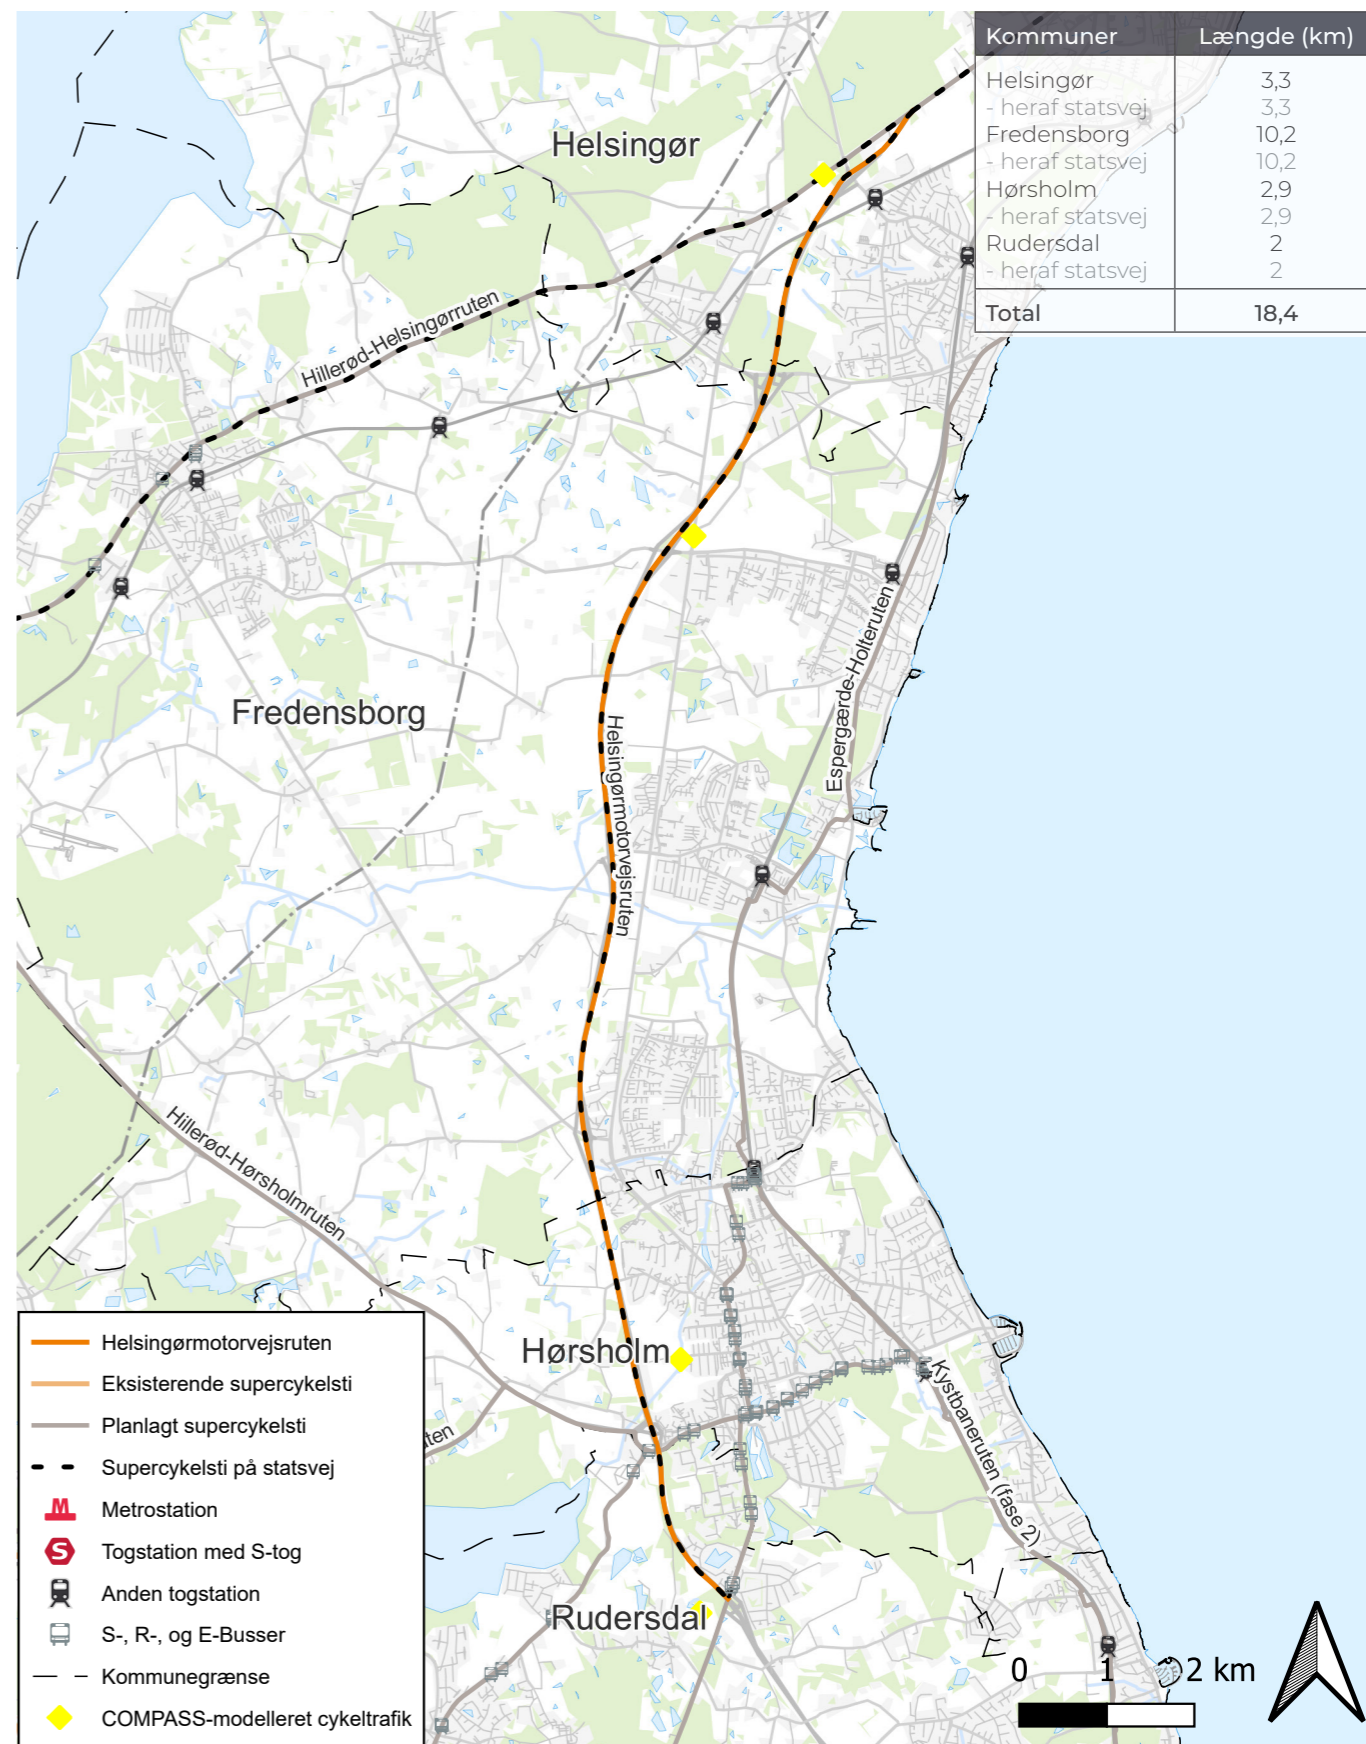 Kommuner Længde (km)
Helsingør 3,3
- heraf statsvej 3,3
Fredensborg 10,2
- heraf statsvej 10,2
Hørsholm 2,9
- heraf statsvej 2,9
Rudersdal 2
- heraf statsvej 2
Total 18,4
Helsingør
Hillerød-Helsingørruten
Espergærde-Holteruten
Fredensborg
Helsingørmotorvejsruten
Hillerød-Hørsholmruten
Hørsholm
Kystbaneruten (fase 2)
uten
Rudersdal
Helsingørmotorvejsruten
Eksisterende supercykelsti
Planlagt supercykelsti
Supercykelsti på statsvej
M Metrostation
S Togstation med S-tog
Anden togstation
S-, R-, og E-Busser
Kommunegrænse
COMPASS-modelleret cykeltrafik
0 1 2 km